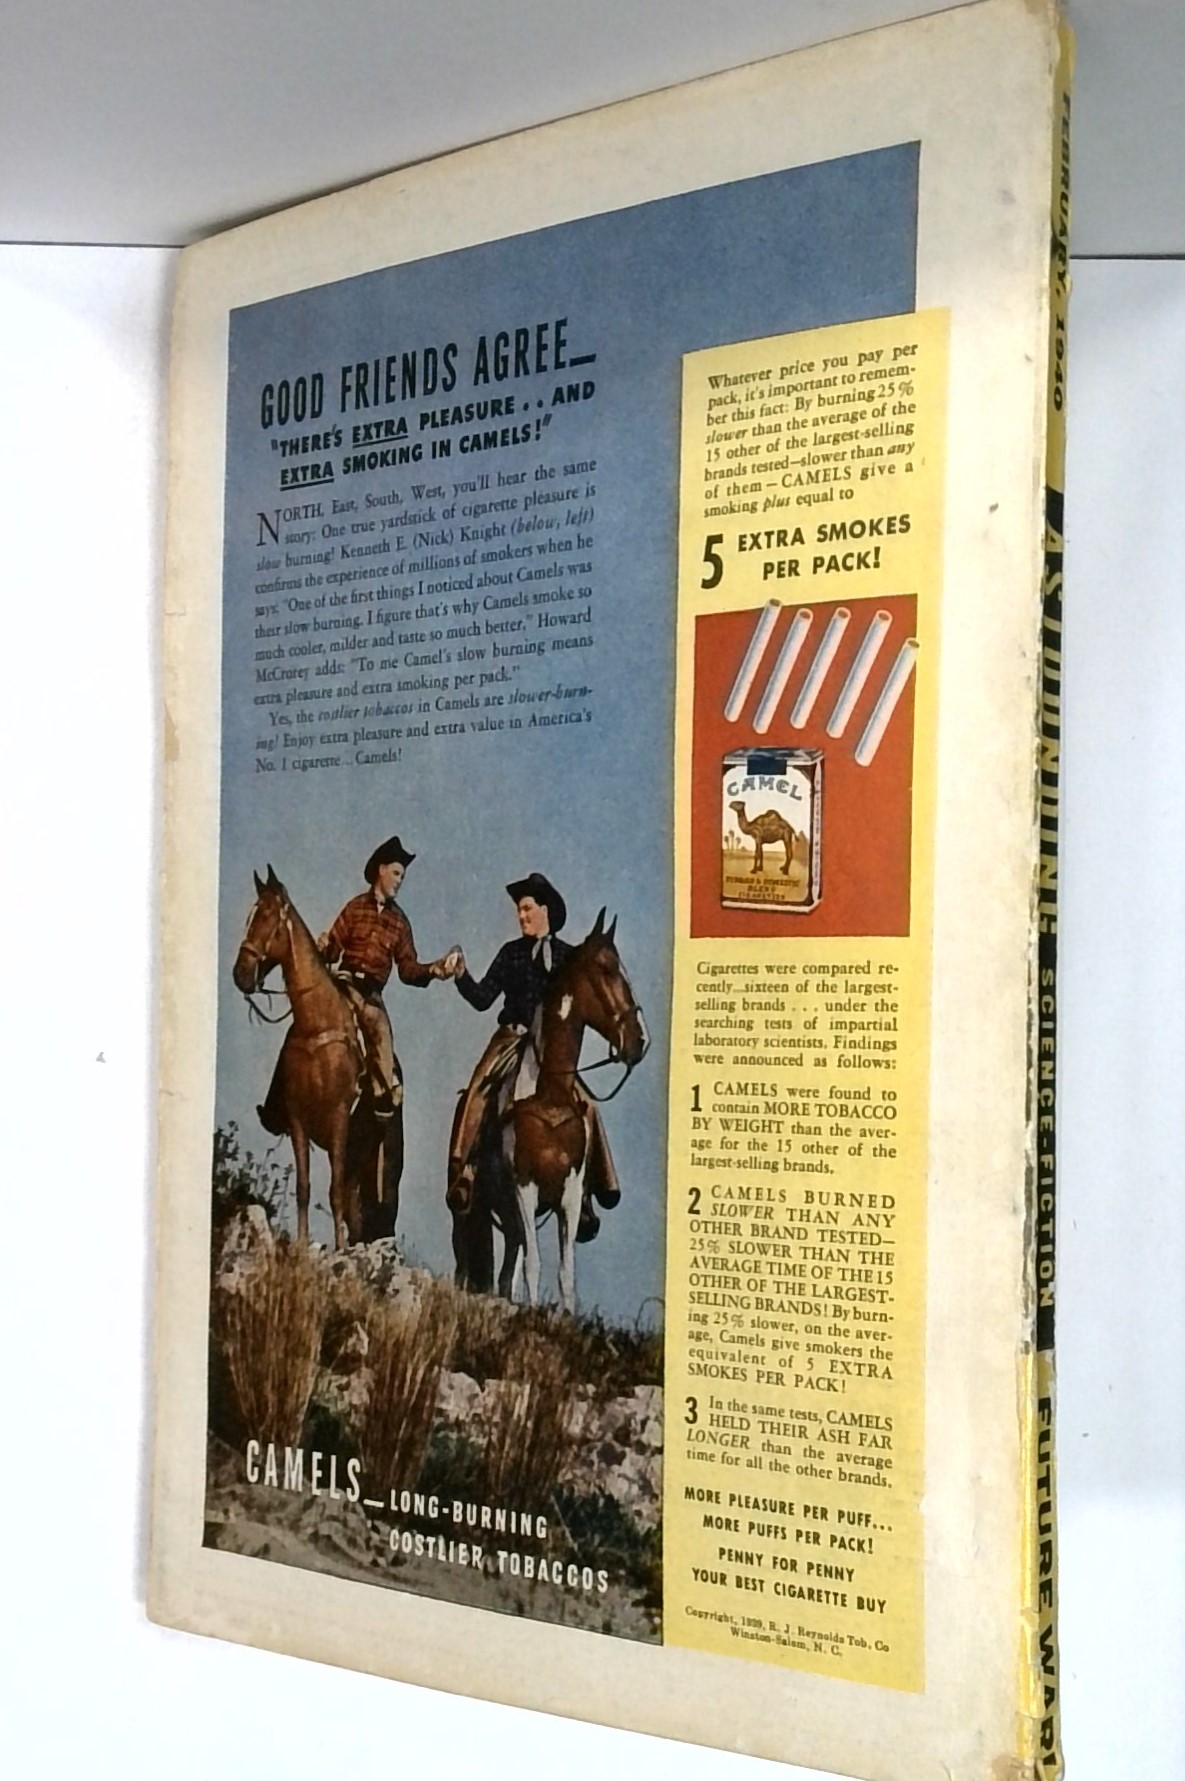 GOOD FRIENDS AGREE—
"THERE'S EXTRA PLEASURE . . AND
EXTRA SMOKING IN CAMELS!"
NORTH, East, South, West, you'll hear the same
story: One true yardstick of cigarette pleasure is
slow burning! Kenneth E. (Nick) Knight (below, left)
confirms the experience of millions of smokers when he
says: "One of the first things I noticed about Camels was
their slow burning. I figure that's why Camels smoke so
much cooler, milder and taste so much better." Howard
McCrorey adds: "To me Camel's slow burning means
extra pleasure and extra smoking per pack."
Yes, the costlier tobaccos in Camels are slower-burn-
ing! Enjoy extra pleasure and extra value in America's
No. 1 cigarette... Camels!
CAMELS—LONG-BURNING
COSTLIER TOBACCOS
Whatever price you pay per
pack, it's important to remem-
ber this fact: By burning 25%
slower than the average of the
15 other of the largest-selling
brands tested—slower than any
of them—CAMELS give a
smoking plus equal to
5 EXTRA SMOKES
PER PACK!
CAMEL
TURKISH & DOMESTIC
BLEND
CIGARETTES
Cigarettes were compared re-
cently...sixteen of the largest-
selling brands . . . under the
searching tests of impartial
laboratory scientists. Findings
were announced as follows:
1 CAMELS were found to
contain MORE TOBACCO
BY WEIGHT than the aver-
age for the 15 other of the
largest-selling brands.
2 CAMELS BURNED
SLOWER THAN ANY
OTHER BRAND TESTED—
25% SLOWER THAN THE
AVERAGE TIME OF THE 15
OTHER OF THE LARGEST-
SELLING BRANDS! By burn-
ing 25% slower, on the aver-
age, Camels give smokers the
equivalent of 5 EXTRA
SMOKES PER PACK!
3 In the same tests, CAMELS
HELD THEIR ASH FAR
LONGER than the average
time for all the other brands.
MORE PLEASURE PER PUFF...
MORE PUFFS PER PACK!
PENNY FOR PENNY
YOUR BEST CIGARETTE BUY
Copyright, 1939, R. J. Reynolds Tob. Co
Winston-Salem, N. C.
FEBRUARY, 1940 ASTOUNDING SCIENCE-FICTION FUTURE WAR!